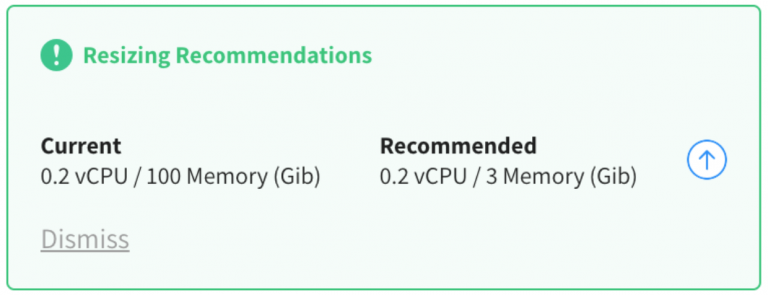 Resizing Recommendations
Current
0.2 vCPU / 100 Memory (Gib)
Recommended
0.2 vCPU / 3 Memory (Gib)
Dismiss